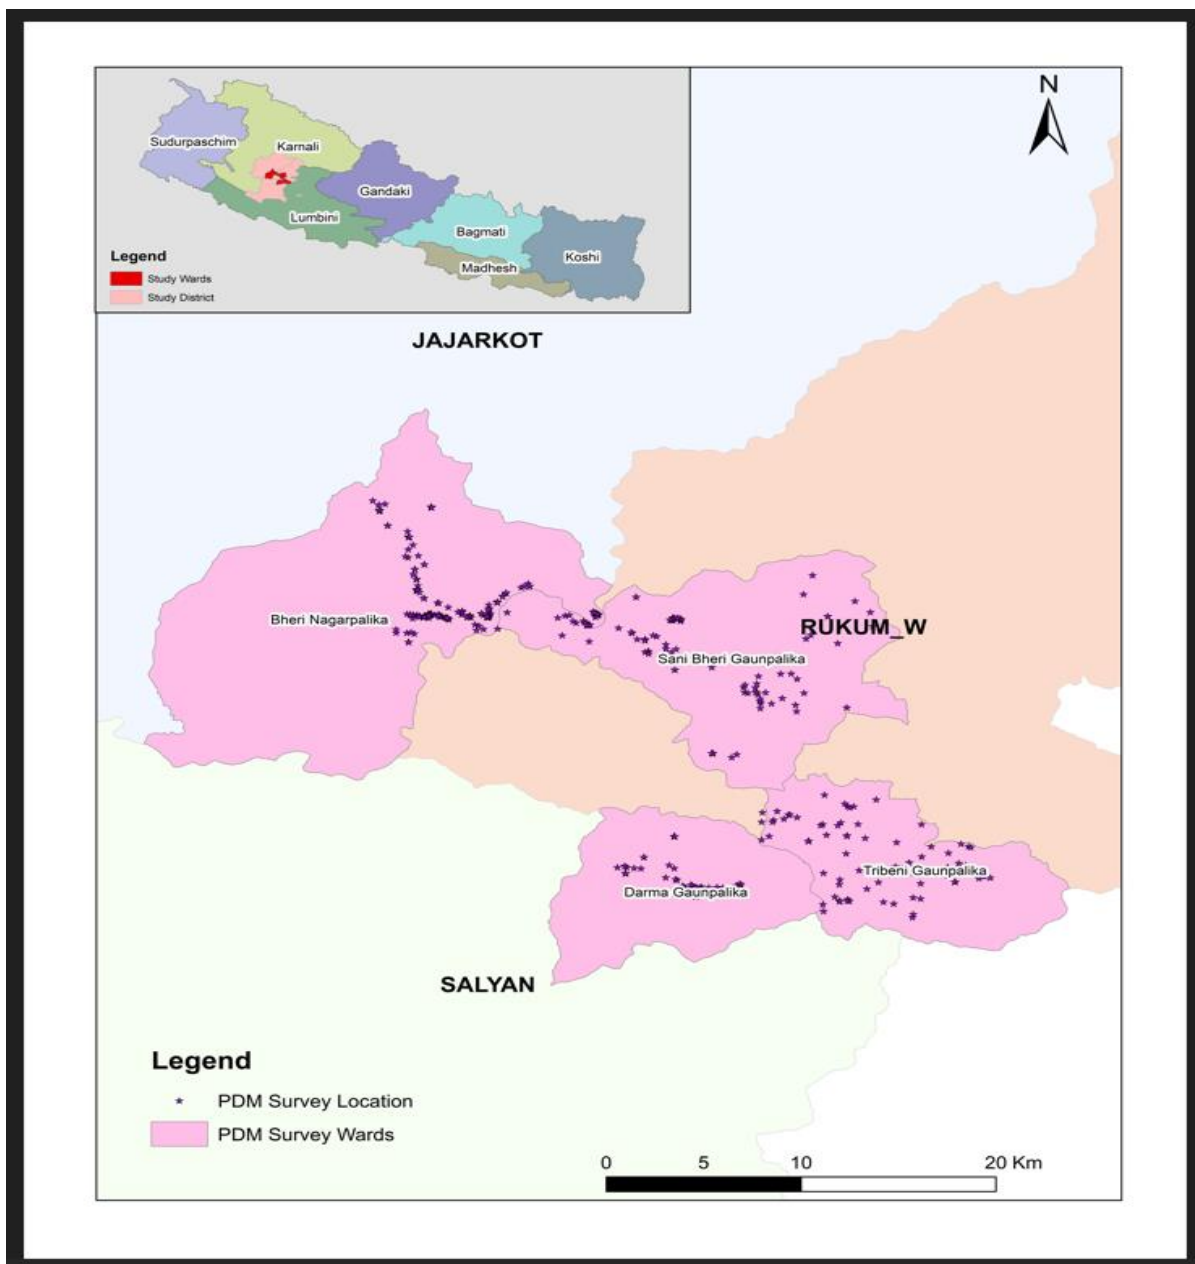 N
Sudurpaschim
Karnali
Gandaki
Lumbini
Bagmati
Koshi
Madhesh
Legend
Study Wards
Study District
JAJARKOT
Bheri Nagarpalika
RUKUM_W
Sani Bheri Gaunpalika
Tribeni Gaunpalika
Darma Gaunpalika
SALYAN
Legend
PDM Survey Location
PDM Survey Wards
0 5 10 20 Km